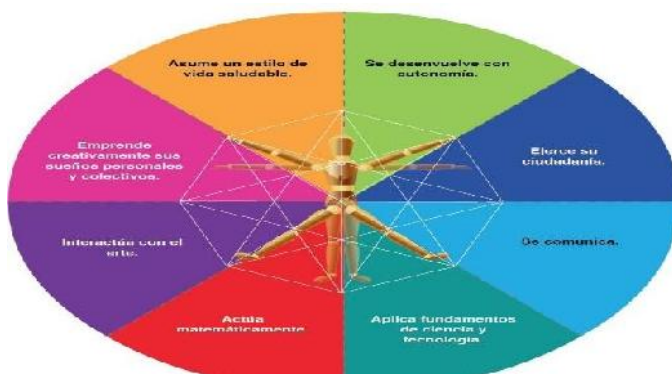 Asume un estilo de
vida saludable.
Se desenvuelve con
autonomía.
Emprende
creativamente sus
sueños personales
y colectivos.
Ejerce su
ciudadanía.
Interactúa con el
arte.
Se comunica.
Actúa
matemáticamente
Aplica fundamentos
de ciencia y
tecnología